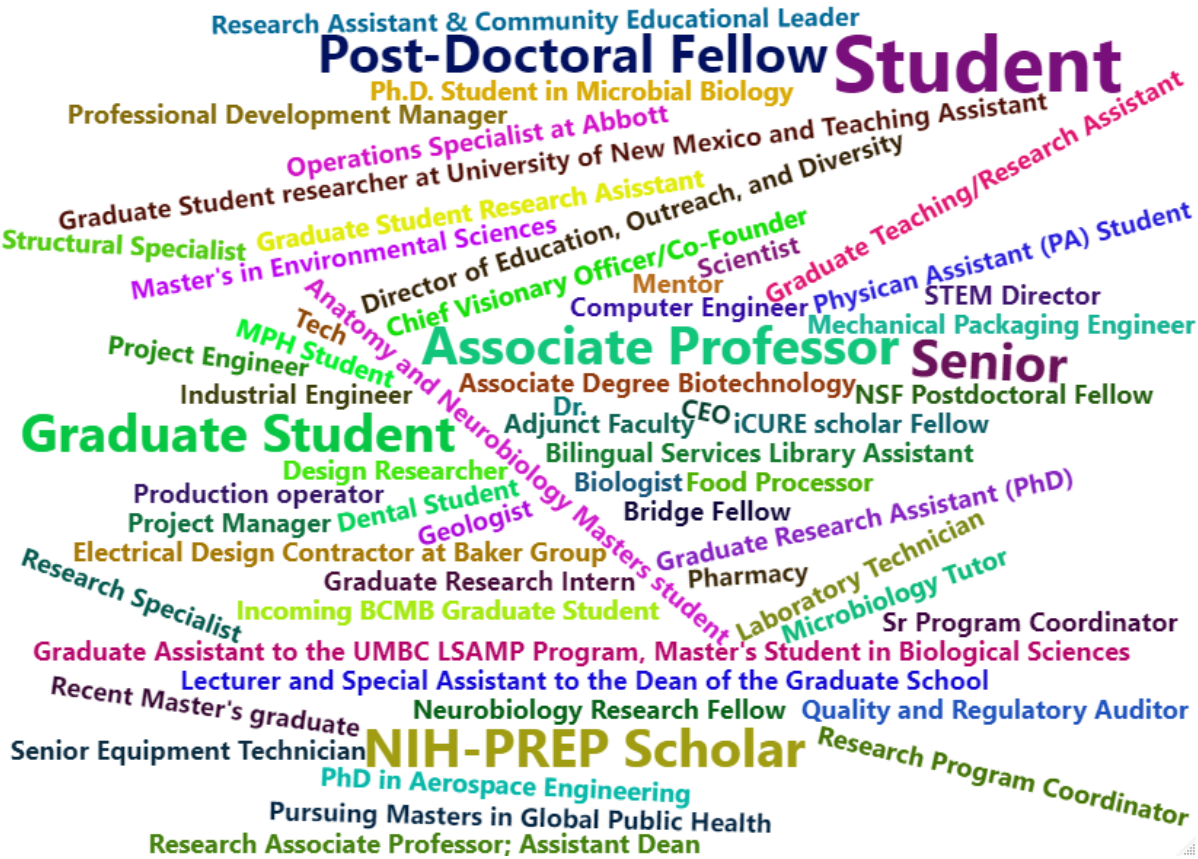 Research Assistant & Community Educational Leader
Post-Doctoral Fellow
Student
Ph.D. Student in Microbial Biology
Professional Development Manager
Operations Specialist at Abbott
Graduate Student researcher at University of New Mexico and Teaching Assistant
Graduate Teaching/Research Assistant
Graduate Student Research Asisstant
Structural Specialist
Master's in Environmental Sciences
Director of Education, Outreach, and Diversity
Chief Visionary Officer/Co-Founder
Scientist
Mentor
Physican Assistant (PA) Student
STEM Director
Computer Engineer
Anatomy and Neurobiology Masters student
Tech
MPH Student
Mechanical Packaging Engineer
Project Engineer
Associate Professor
Senior
Industrial Engineer
Associate Degree Biotechnology
NSF Postdoctoral Fellow
Dr.
CEO
Adjunct Faculty
iCURE scholar Fellow
Graduate Student
Bilingual Services Library Assistant
Design Researcher
Biologist
Food Processor
Production operator
Dental Student
Project Manager
Geologist
Bridge Fellow
Graduate Research Assistant (PhD)
Electrical Design Contractor at Baker Group
Research Specialist
Graduate Research Intern
Pharmacy
Laboratory Technician
Microbiology Tutor
Incoming BCMB Graduate Student
Sr Program Coordinator
Graduate Assistant to the UMBC LSAMP Program, Master's Student in Biological Sciences
Lecturer and Special Assistant to the Dean of the Graduate School
Recent Master's graduate
Neurobiology Research Fellow
Quality and Regulatory Auditor
Senior Equipment Technician
NIH-PREP Scholar
Research Program Coordinator
PhD in Aerospace Engineering
Pursuing Masters in Global Public Health
Research Associate Professor; Assistant Dean